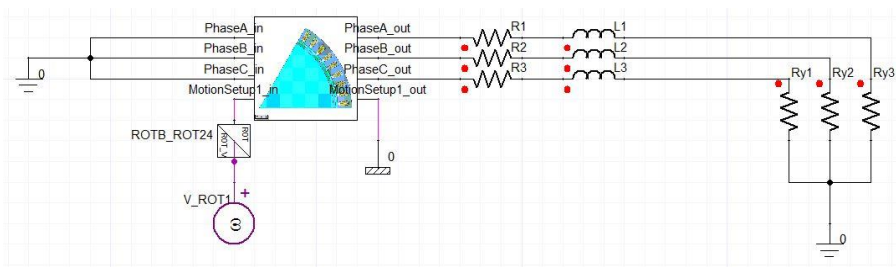 PhaseA_in PhaseA_out R1 L1
PhaseB_in PhaseB_out R2 L2
PhaseC_in PhaseC_out R3 L3
0 Ry1 Ry2 Ry3
MotionSetup1_in MotionSetup1_out
ROTB_ROT24 ROT ROT_V
0
V_ROT1 +
ω
0